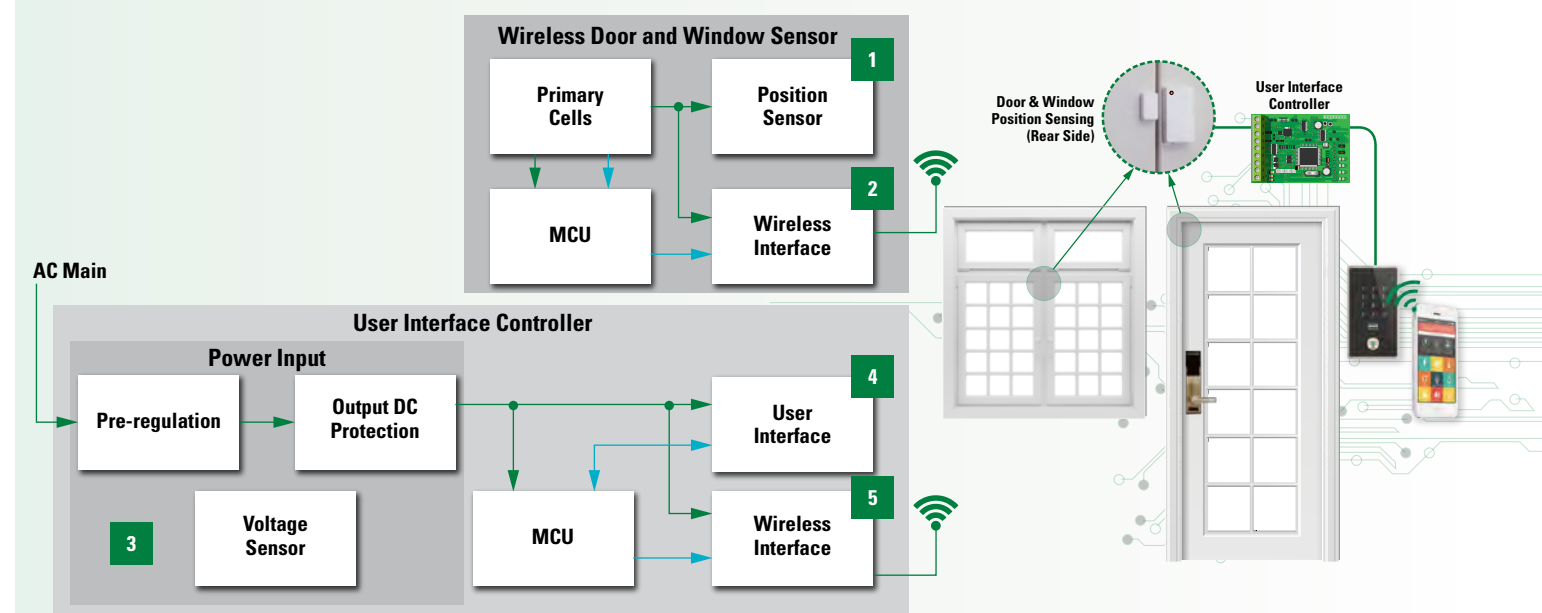 Wireless Door and Window Sensor
1
Primary
Cells
Position
Sensor
2
MCU
Wireless
Interface
Door & Window
Position Sensing
(Rear Side)
User Interface
Controller
AC Main
User Interface Controller
Power Input
Pre-regulation
Output DC
Protection
4
User
Interface
3
Voltage
Sensor
MCU
5
Wireless
Interface